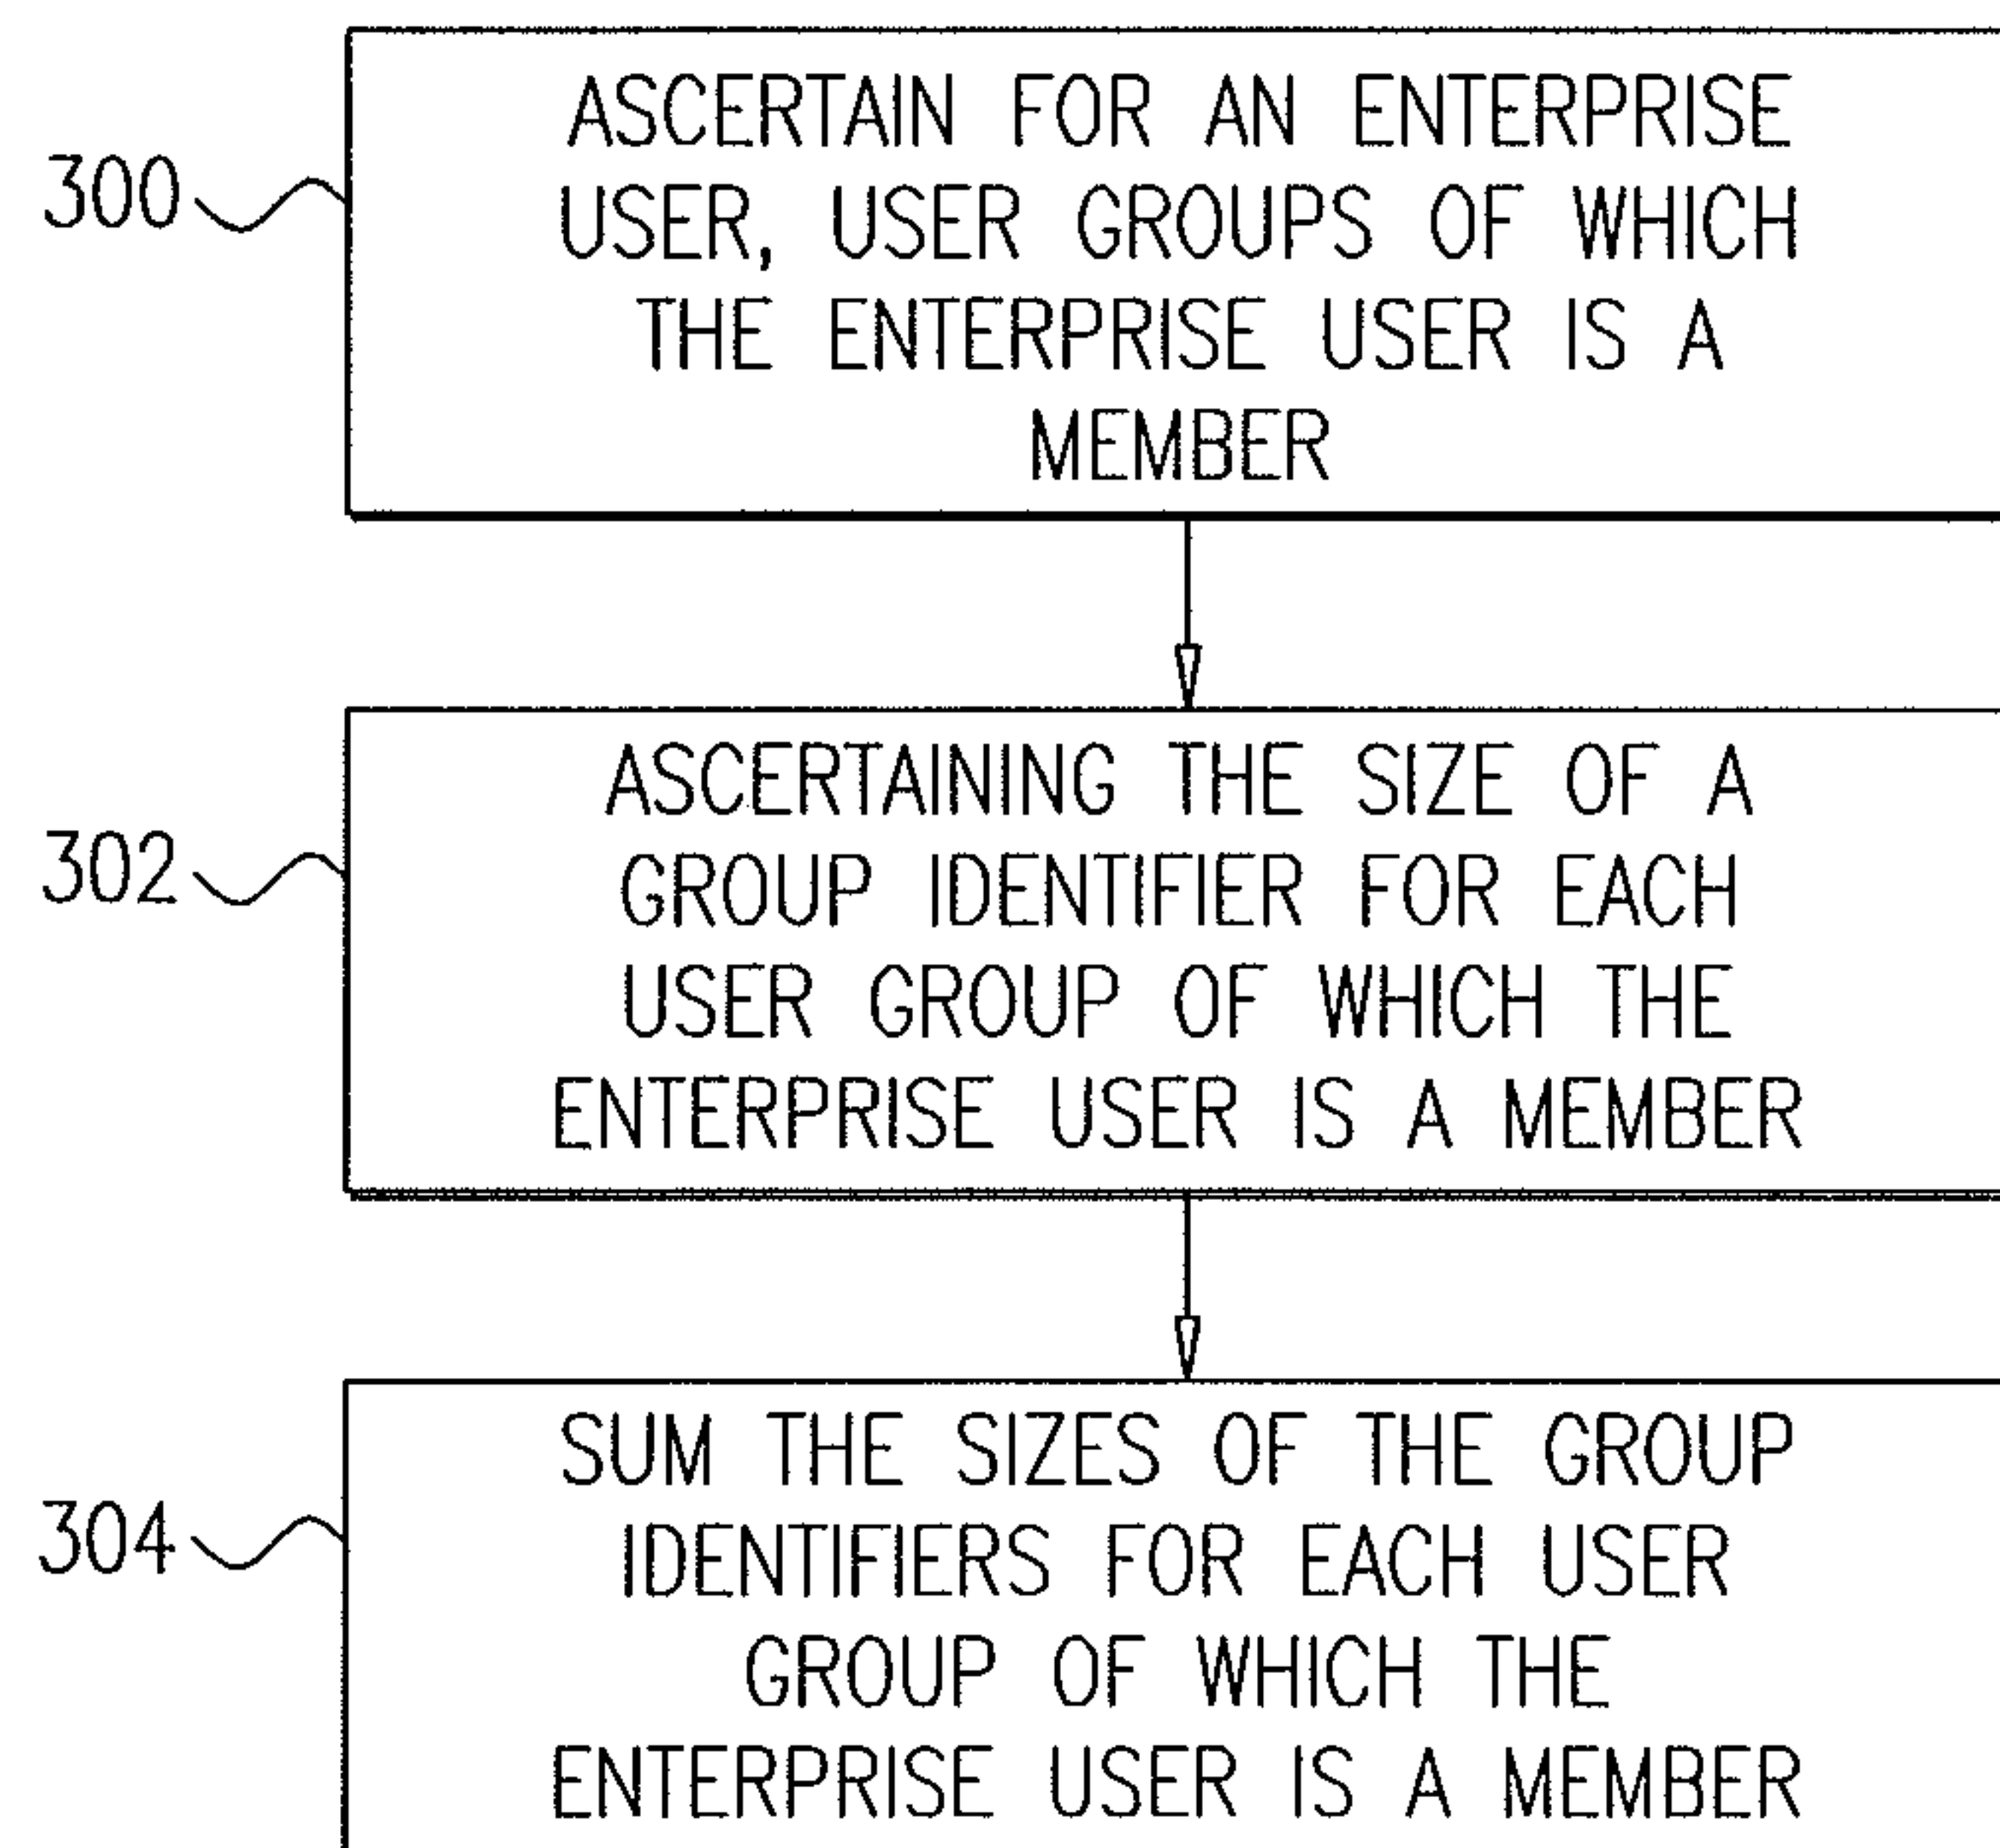 300
ASCERTAIN FOR AN ENTERPRISE
USER, USER GROUPS OF WHICH
THE ENTERPRISE USER IS A
MEMBER
302
ASCERTAINING THE SIZE OF A
GROUP IDENTIFIER FOR EACH
USER GROUP OF WHICH THE
ENTERPRISE USER IS A MEMBER
304
SUM THE SIZES OF THE GROUP
IDENTIFIERS FOR EACH USER
GROUP OF WHICH THE
ENTERPRISE USER IS A MEMBER